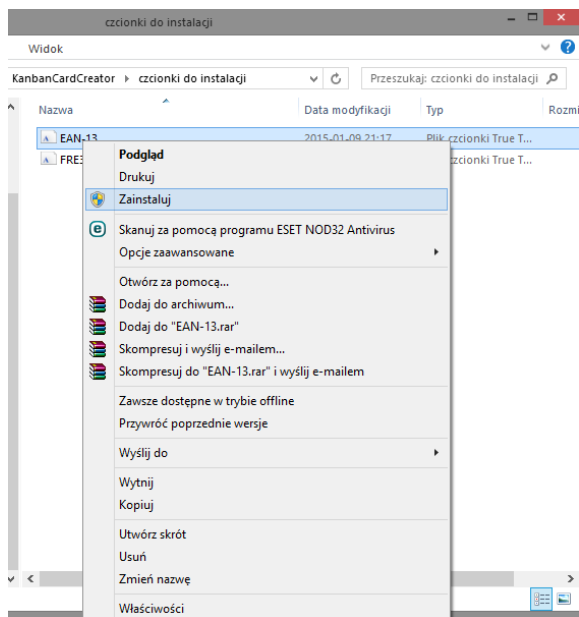 czcionki do instalacji
Widok
KanbanCardCreator czcionki do instalacji
Przeszukaj: czcionki do instalacji
Nazwa Data modyfikacji Typ Rozmi
EAN-13 2015-01-09 21:17 Plik czcionki True T...
FRE3 zcionki True T...
Podgląd
Drukuj
Zainstaluj
Skanuj za pomocą programu ESET NOD32 Antivirus
Opcje zaawansowane
Otwórz za pomocą...
Dodaj do archiwum...
Dodaj do "EAN-13.rar"
Skompresuj i wyślij e-mailem...
Skompresuj do "EAN-13.rar" i wyślij e-mailem
Zawsze dostępne w trybie offline
Przywróć poprzednie wersje
Wyślij do
Wytnij
Kopiuj
Utwórz skrót
Usuń
Zmień nazwę
Właściwości